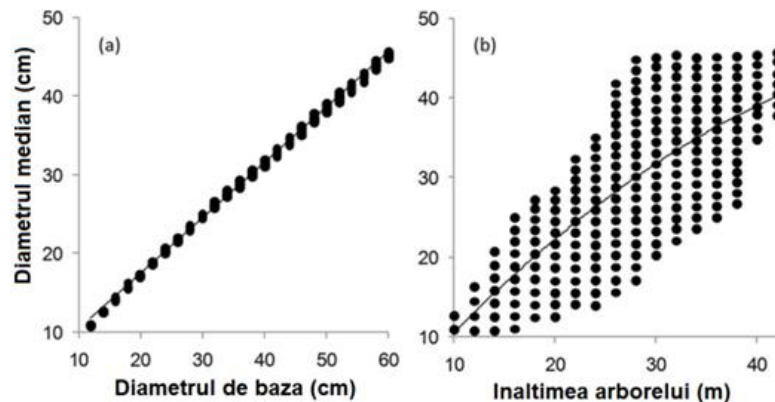 Diametrul median (cm)
50
40
30
20
10
(a)
10 20 30 40 50 60
Diametrul de baza (cm)
50
40
30
20
10
(b)
10 20 30 40
Inaltimea arborelui (m)